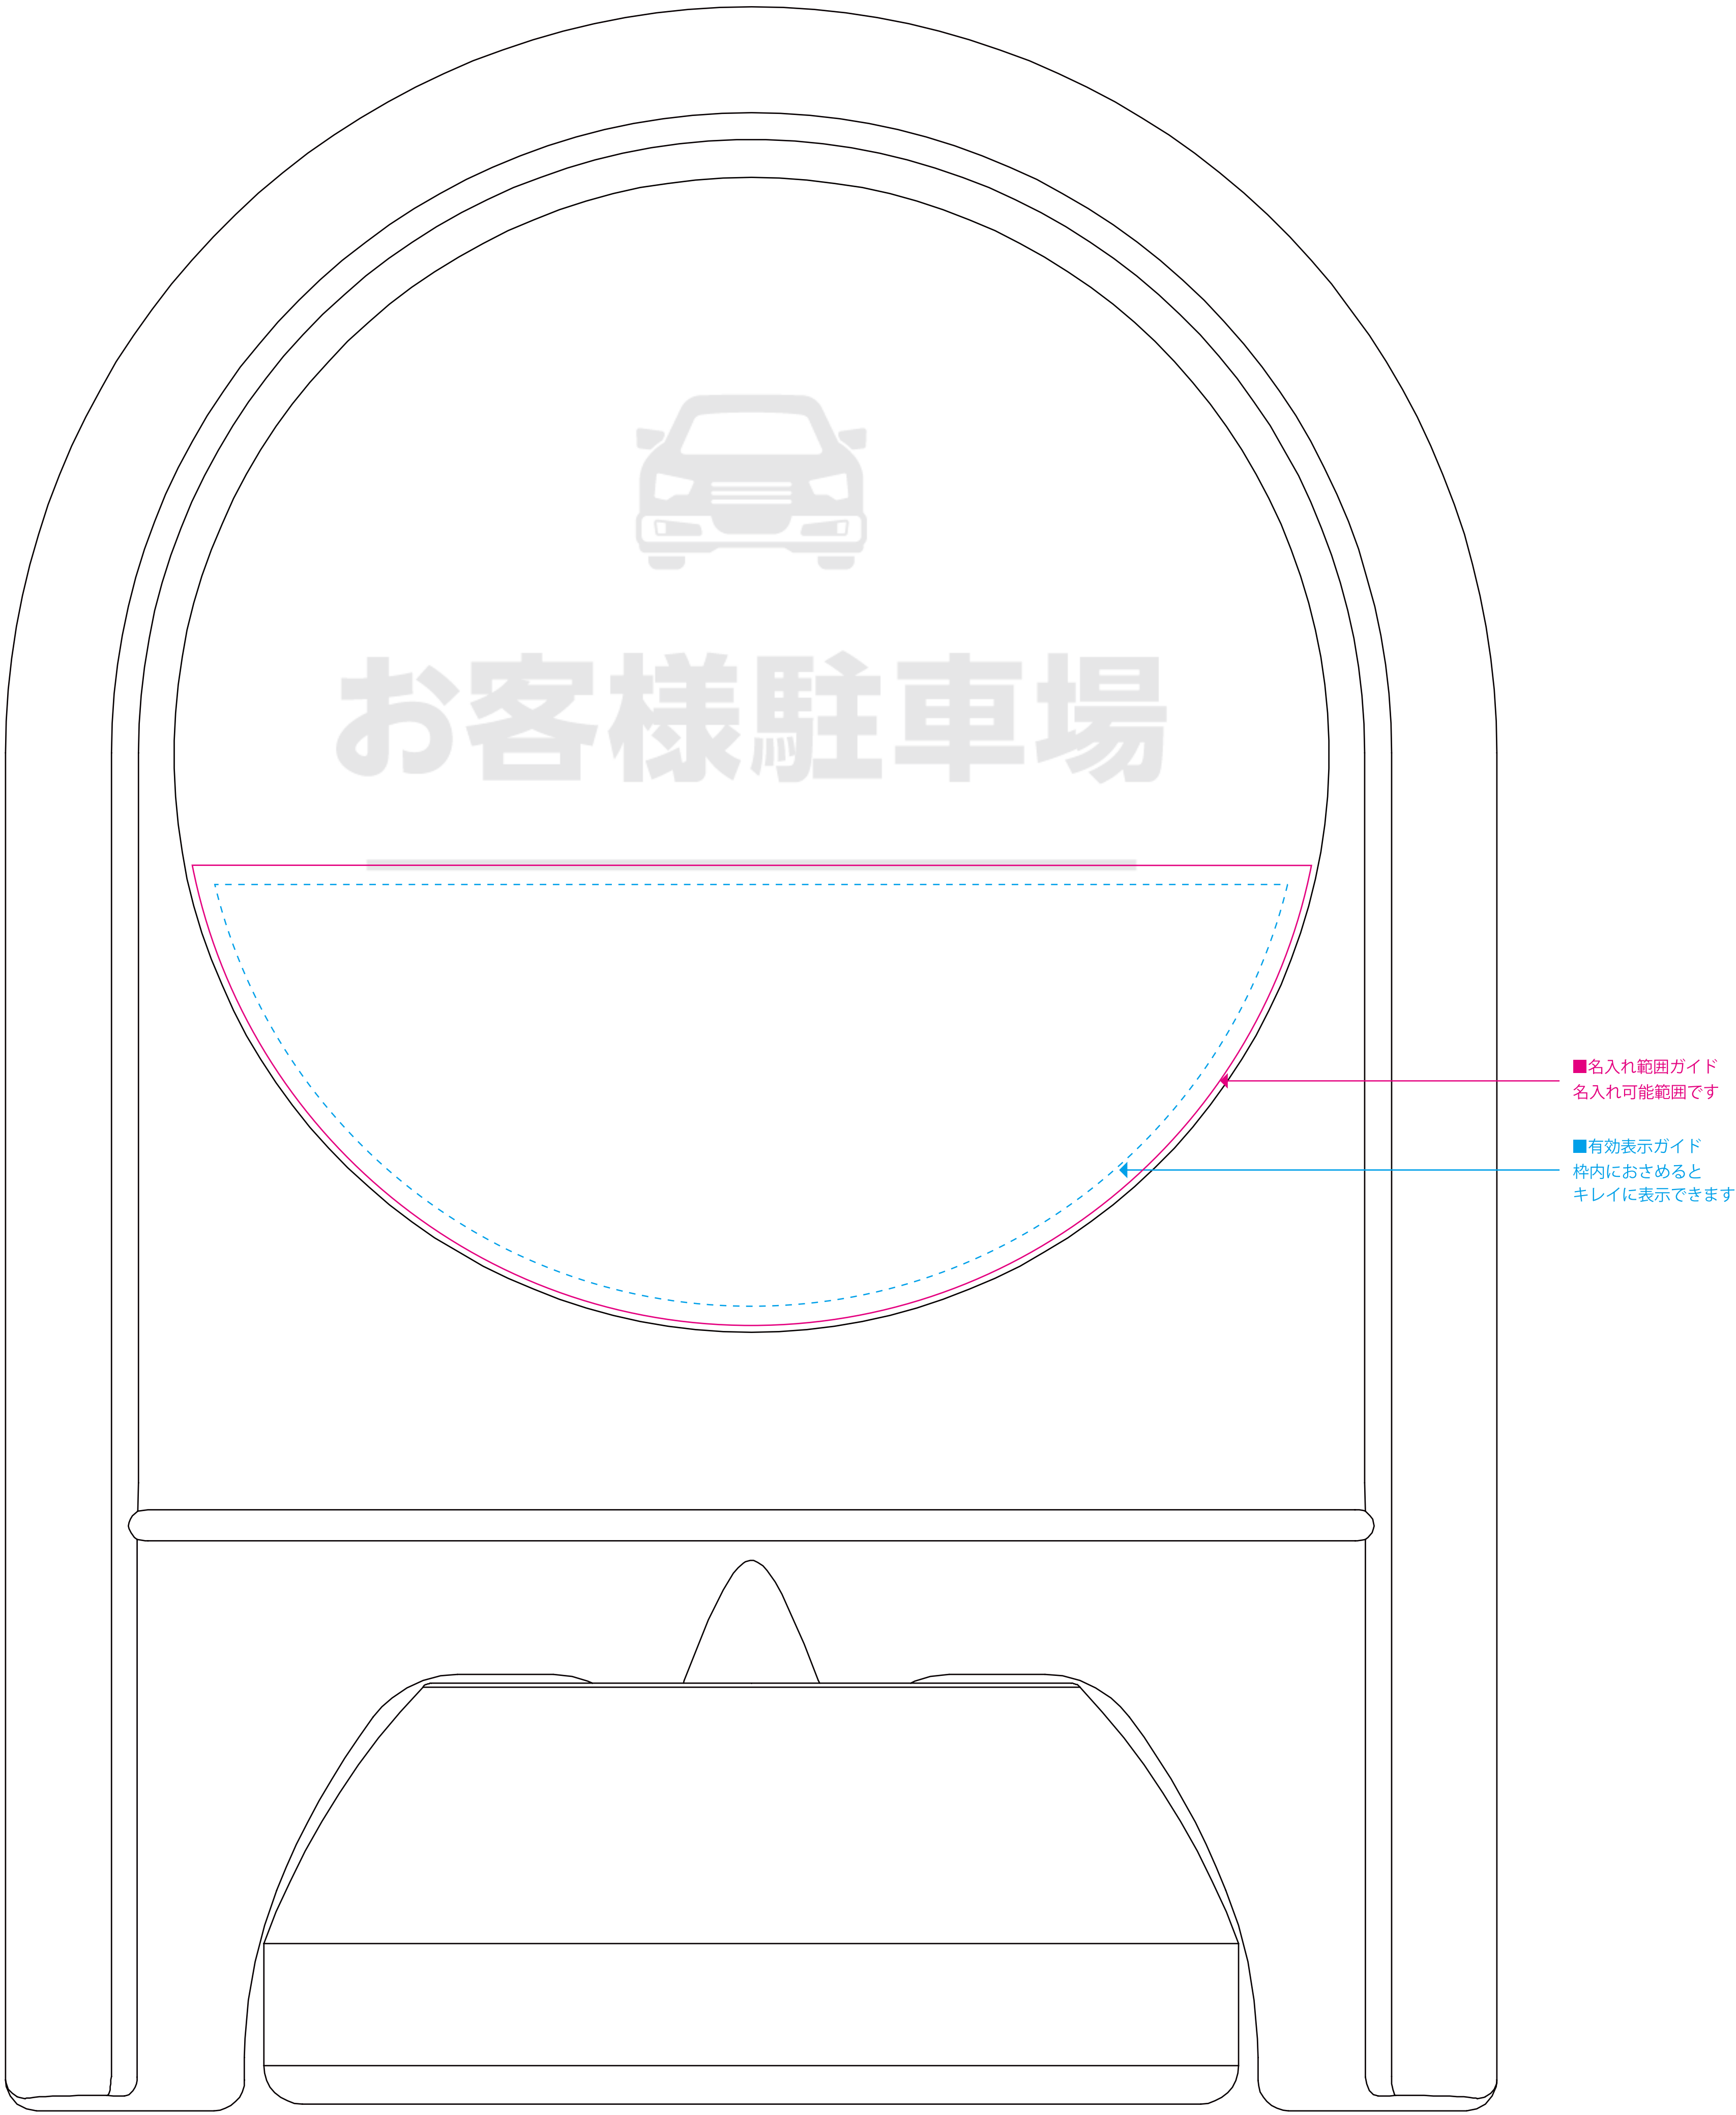 お客様駐車場
■名入れ範囲ガイド
名入れ可能範囲です
■有効表示ガイド
枠内におさめると
キレイに表示できます